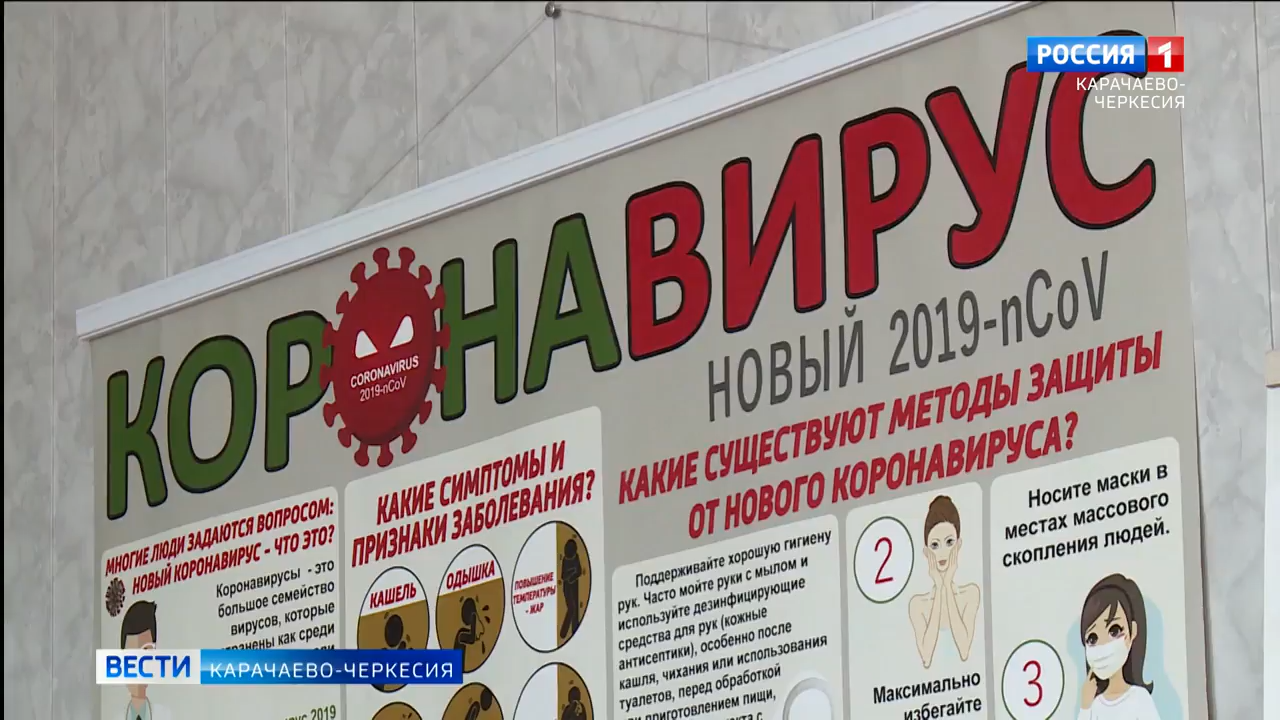 РОССИЯ 1
КАРАЧАЕВО-
ЧЕРКЕСИЯ
КОРОНАВИРУС
CORONAVIRUS
2019-nCoV
НОВЫЙ 2019-nCoV
МНОГИЕ ЛЮДИ ЗАДАЮТСЯ ВОПРОСОМ:
НОВЫЙ КОРОНАВИРУС - ЧТО ЭТО?
Коронавирусы - это
большое семейство
вирусов, которые
как среди
2019
КАКИЕ СИМПТОМЫ И
ПРИЗНАКИ ЗАБОЛЕВАНИЯ?
КАШЕЛЬ
ОДЫШКА
ПОВЫШЕНИЕ
ТЕМПЕРАТУРЫ
- ЖАР
КАКИЕ СУЩЕСТВУЮТ МЕТОДЫ ЗАЩИТЫ
ОТ НОВОГО КОРОНАВИРУСА?
Поддерживайте хорошую гигиену
рук. Часто мойте руки с мылом и
используйте дезинфицирующие
средства для рук (кожные
антисептики), особенно после
кашля, чихания или использования
туалетов, перед обработкой
приготовлением пищи,
с
2
Максимально
избегайте
Носите маски в
местах массового
скопления людей.
3
ВЕСТИ КАРАЧАЕВО-ЧЕРКЕСИЯ